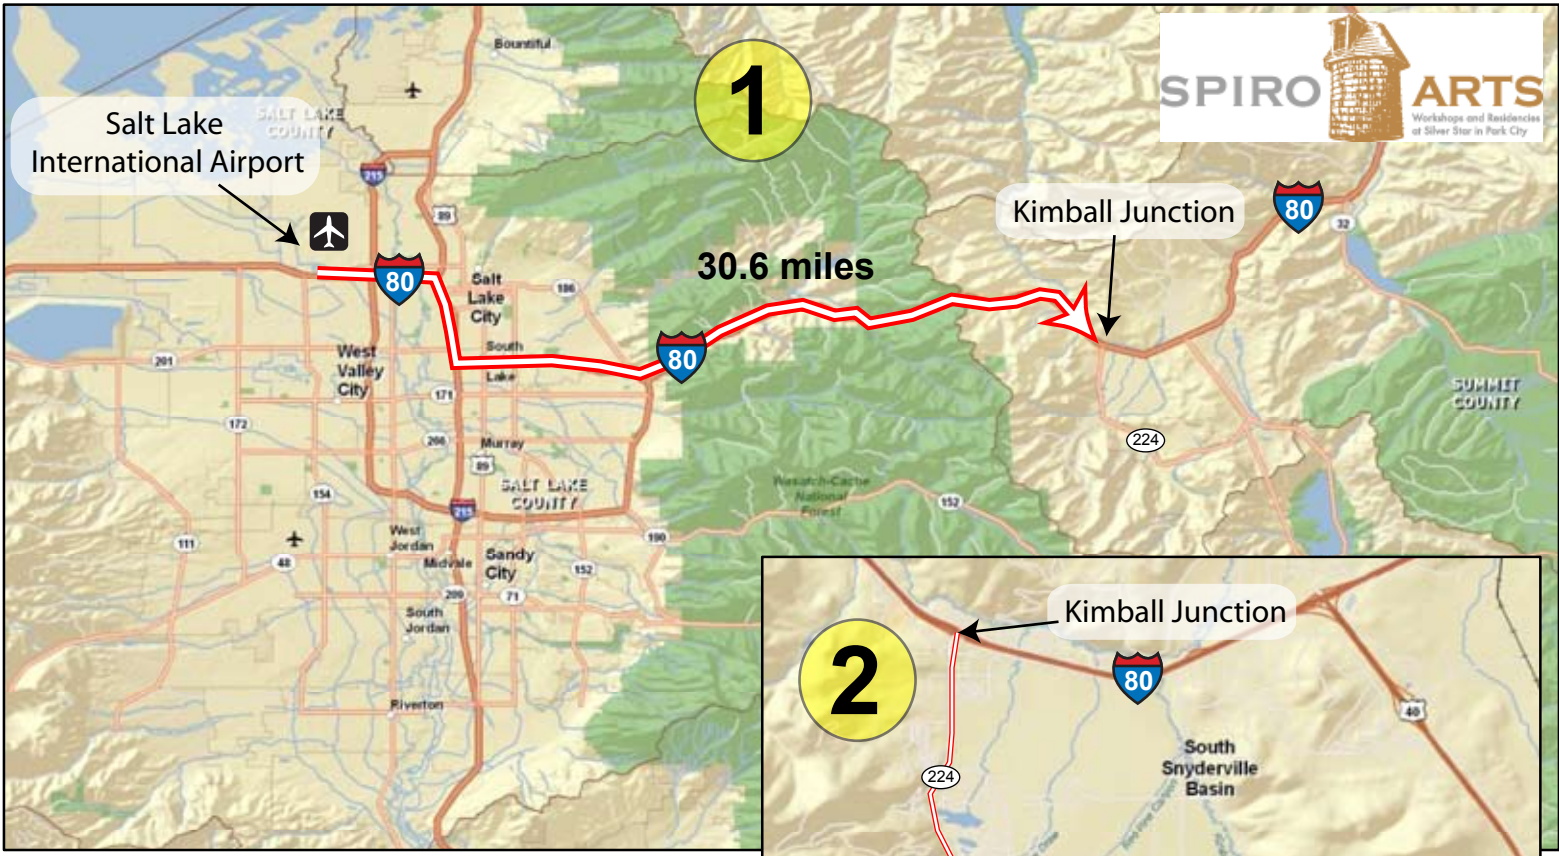 Bountiful
1
SPIRO ARTS
Workshops and Residencies
at Silver Star in Park City
SALT LAKE
COUNTY
Salt Lake
International Airport
215
89
Kimball Junction
80
32
30.6 miles
80
Salt
Lake
City
186
South
Lake
80
201
West
Valley
City
171
SUMMIT
COUNTY
172
266
Murray
224
89
SALT LAKE
COUNTY
Wasatch-Cache
National
Forest
154
152
215
West
Jordan
190
111
48
Midvale
Sandy
City
152
209
71
South
Jordan
Riverton
2
Kimball Junction
80
40
South
Snyderville
Basin
224